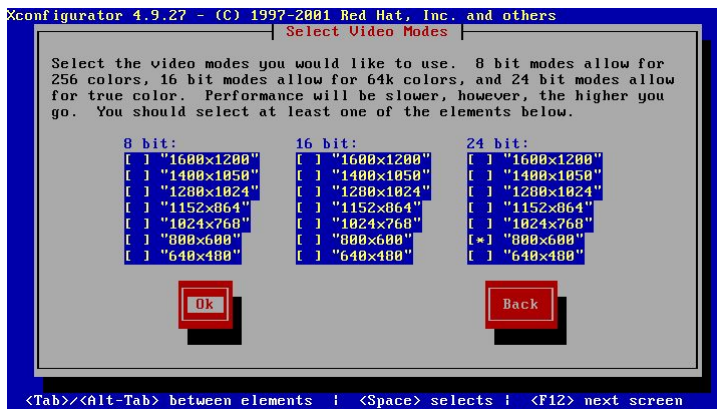 Xconfigurator 4.9.27 - (C) 1997-2001 Red Hat, Inc. and others
Select Video Modes
Select the video modes you would like to use.  8 bit modes allow for
256 colors, 16 bit modes allow for 64k colors, and 24 bit modes allow
for true color.  Performance will be slower, however, the higher you
go.  You should select at least one of the elements below.
8 bit: 16 bit: 24 bit:
[ ] "1600x1200" [ ] "1600x1200" [ ] "1600x1200"
[ ] "1400x1050" [ ] "1400x1050" [ ] "1400x1050"
[ ] "1280x1024" [ ] "1280x1024" [ ] "1280x1024"
[ ] "1152x864" [ ] "1152x864" [ ] "1152x864"
[ ] "1024x768" [ ] "1024x768" [ ] "1024x768"
[ ] "800x600" [ ] "800x600" [*] "800x600"
[ ] "640x480" [ ] "640x480" [ ] "640x480"
Ok Back
<Tab>/<Alt-Tab> between elements | <Space> selects | <F12> next screen